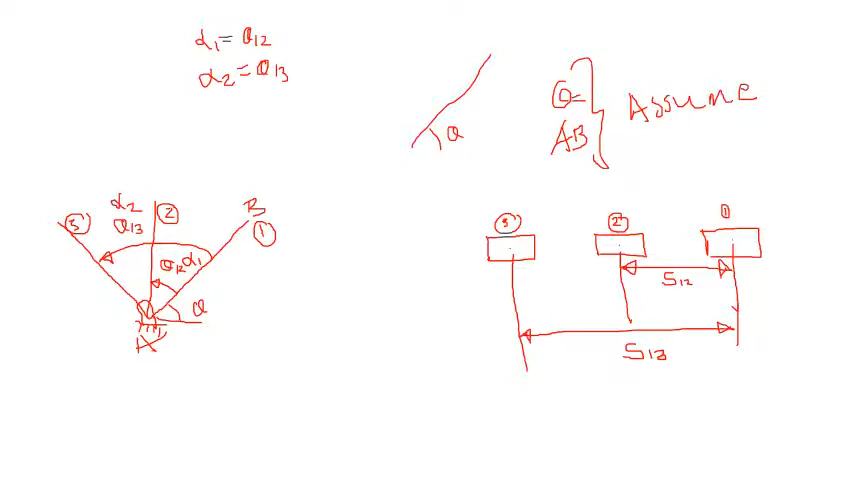 α₁ = θ₁₂
α₂ = θ₁₃
θ
θ=
AB
Assume
α₂
θ₁₃
3
2
B
1
θ₁₂ α₁
θ
A
3
2
1
S₁₂
S₁₃